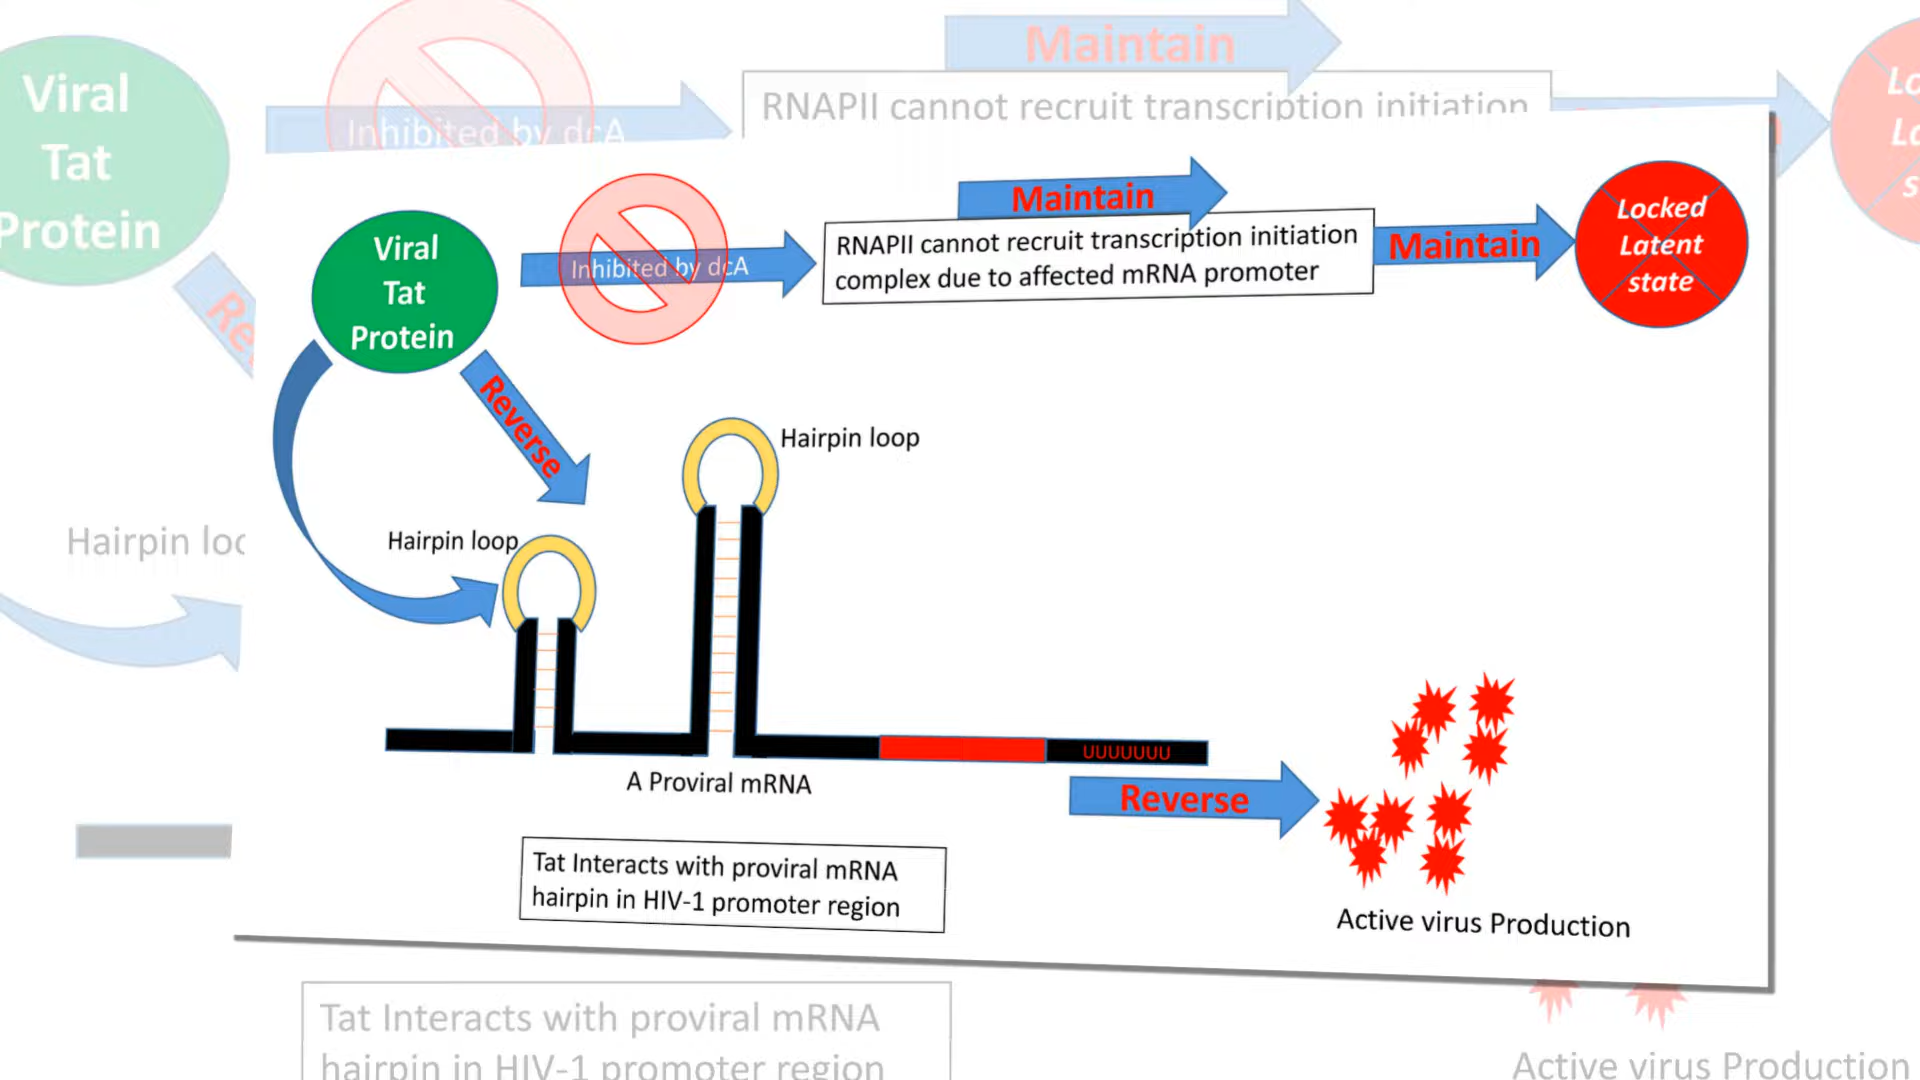 Maintain
Viral
Tat
Protein
Inhibited by dcA
RNAPII cannot recruit transcription initiation
Maintain
Locked
Latent
state
Viral
Tat
Protein
Inhibited by dcA
RNAPII cannot recruit transcription initiation
complex due to affected mRNA promoter
Maintain
Reverse
Hairpin loop
Hairpin loop
Hairpin
UUUUUUU
A Proviral mRNA
Reverse
Tat Interacts with proviral mRNA
hairpin in HIV-1 promoter region
Active virus Production
Tat Interacts with proviral mRNA
hairpin in HIV-1 promoter region
Active virus Production